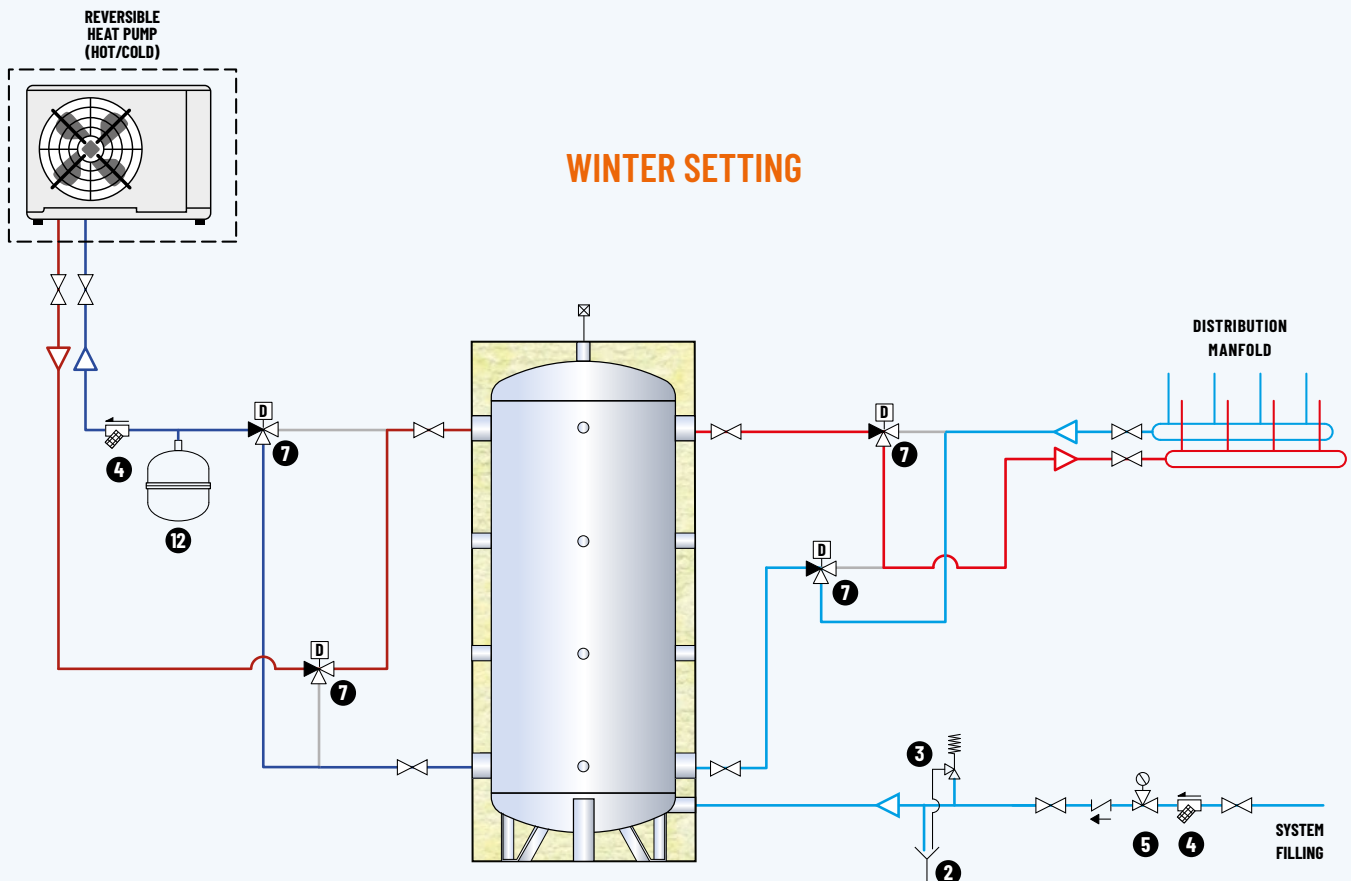 REVERSIBLE
HEAT PUMP
(HOT/COLD)
WINTER SETTING
DISTRIBUTION
MANFOLD
D
D
4
7
7
12
D
7
D
7
3
5
4
SYSTEM
FILLING
2